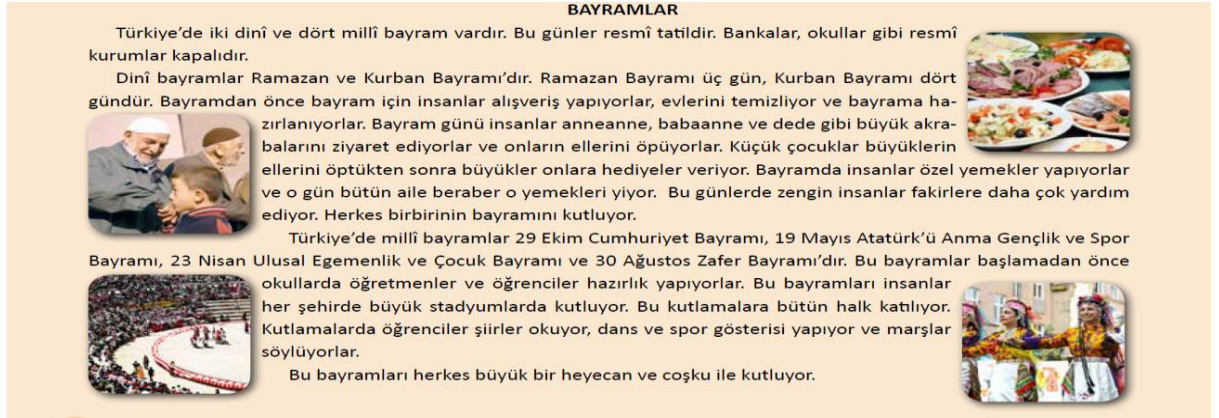 BAYRAMLAR
Türkiye’de iki dinî ve dört millî bayram vardır. Bu günler resmî tatildir. Bankalar, okullar gibi resmî
kurumlar kapalıdır.
Dinî bayramlar Ramazan ve Kurban Bayramı’dır. Ramazan Bayramı üç gün, Kurban Bayramı dört
gündür. Bayramdan önce bayram için insanlar alışveriş yapıyorlar, evlerini temizliyor ve bayrama ha-
zırlanıyorlar. Bayram günü insanlar anneanne, babaanne ve dede gibi büyük akra-
balarını ziyaret ediyorlar ve onların ellerini öpüyorlar. Küçük çocuklar büyüklerin
ellerini öptükten sonra büyükler onlara hediyeler veriyor. Bayramda insanlar özel yemekler yapıyorlar
ve o gün bütün aile beraber o yemekleri yiyor. Bu günlerde zengin insanlar fakirlere daha çok yardım
ediyor. Herkes birbirinin bayramını kutluyor.
Türkiye’de millî bayramlar 29 Ekim Cumhuriyet Bayramı, 19 Mayıs Atatürk’ü Anma Gençlik ve Spor
Bayramı, 23 Nisan Ulusal Egemenlik ve Çocuk Bayramı ve 30 Ağustos Zafer Bayramı’dır. Bu bayramlar başlamadan önce
okullarda öğretmenler ve öğrenciler hazırlık yapıyorlar. Bu bayramları insanlar
her şehirde büyük stadyumlarda kutluyor. Bu kutlamalara bütün halk katılıyor.
Kutlamalarda öğrenciler şiirler okuyor, dans ve spor gösterisi yapıyor ve marşlar
söylüyorlar.
Bu bayramları herkes büyük bir heyecan ve coşku ile kutluyor.